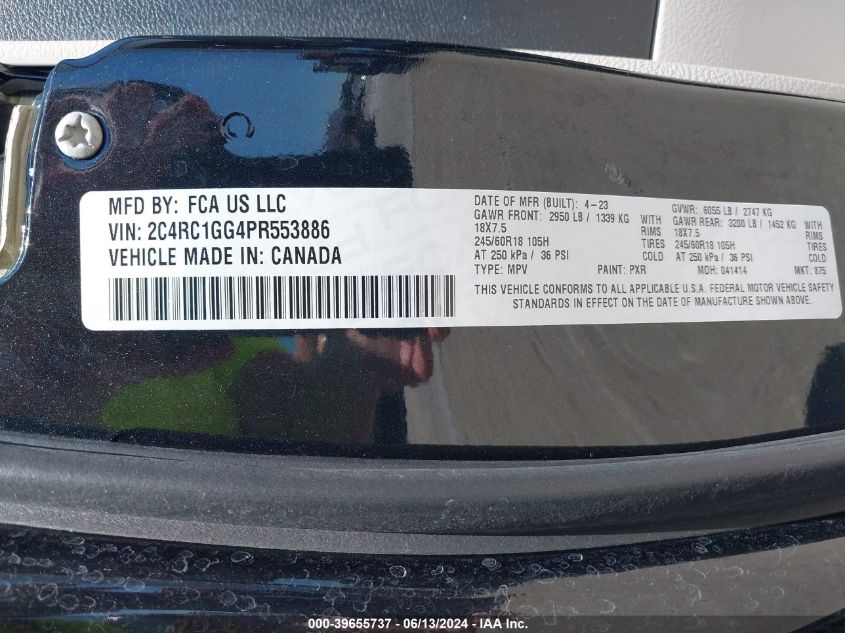 MFD BY: FCA US LLC
VIN: 2C4RC1GG4PR553886
VEHICLE MADE IN: CANADA
DATE OF MFR (BUILT): 4-23 GVWR: 6055 LB / 2747 KG
GAWR FRONT: 2950 LB / 1339 KG GAWR REAR: 3200 LB / 1452 KG
18X7.5 RIMS 18X7.5 RIMS
245/60R18 105H TIRES 245/60R18 105H TIRES
AT 250 kPa / 36 PSI COLD AT 250 kPa / 36 PSI COLD
TYPE: MPV PAINT: PXR MDH: 041414 MKT: 875
THIS VEHICLE CONFORMS TO ALL APPLICABLE U.S.A. FEDERAL MOTOR VEHICLE SAFETY
STANDARDS IN EFFECT ON THE DATE OF MANUFACTURE SHOWN ABOVE.
000-39655737 - 06/13/2024 - IAAI.com